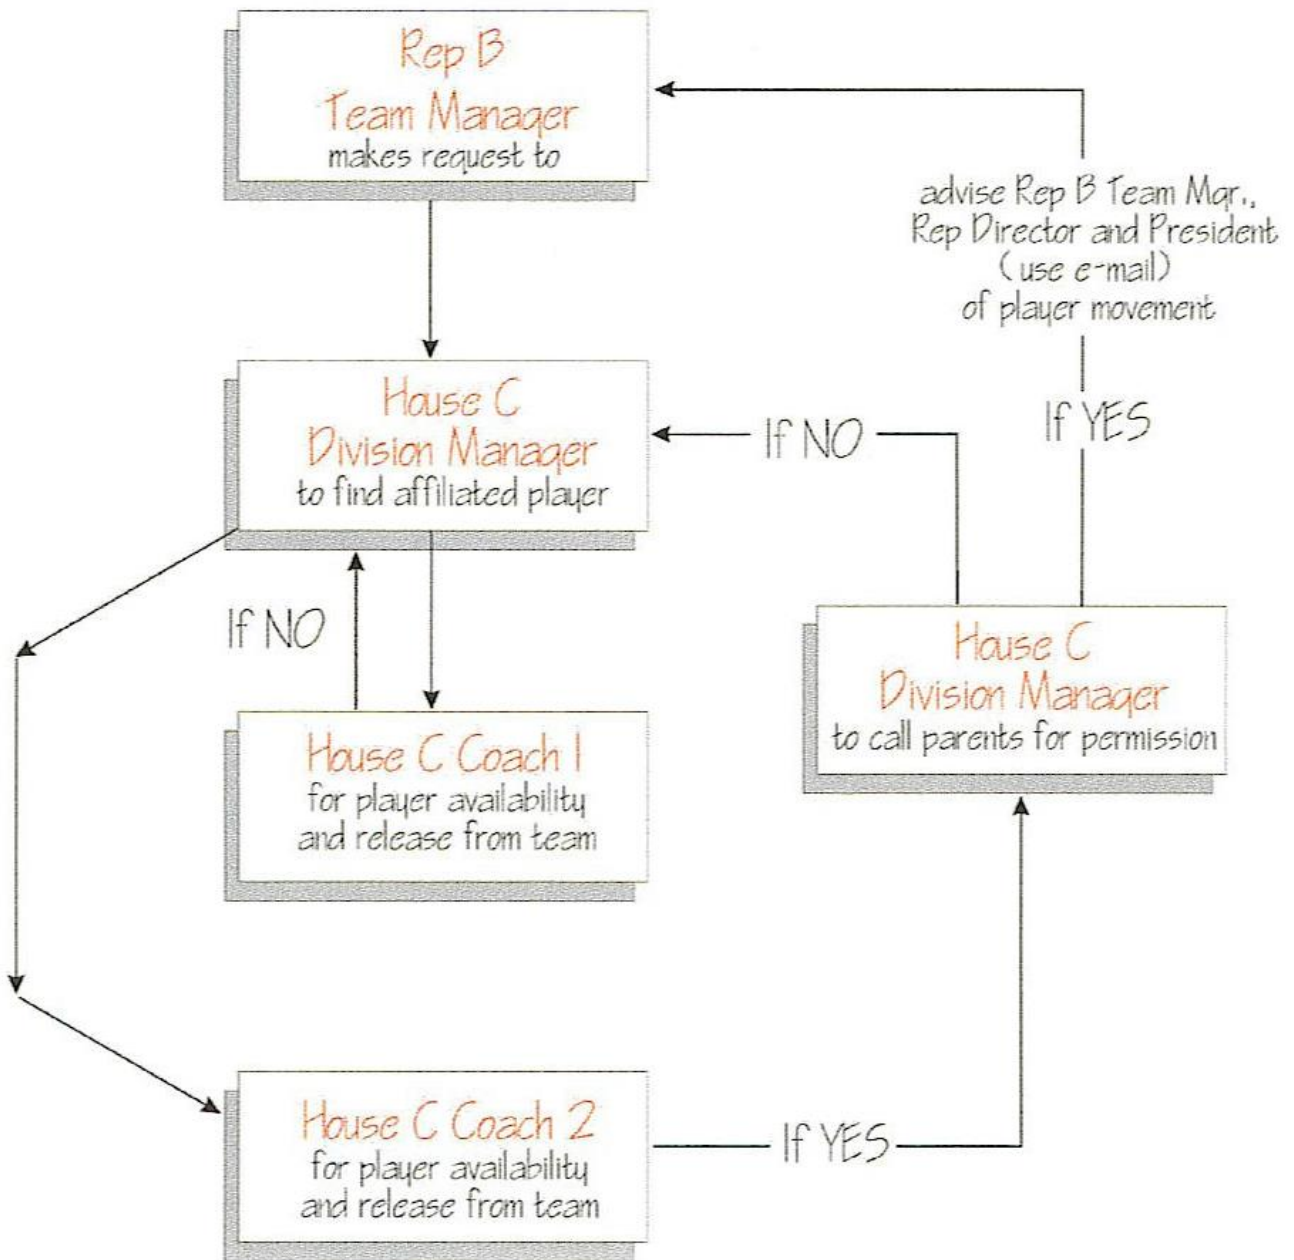 Rep B
Team Manager
makes request to
advise Rep B Team Mgr.,
Rep Director and President
(use e-mail)
of player movement
House C
Division Manager
to find affiliated player
If NO
If YES
If NO
House C
Division Manager
to call parents for permission
House C Coach 1
for player availability
and release from team
House C Coach 2
for player availability
and release from team
If YES